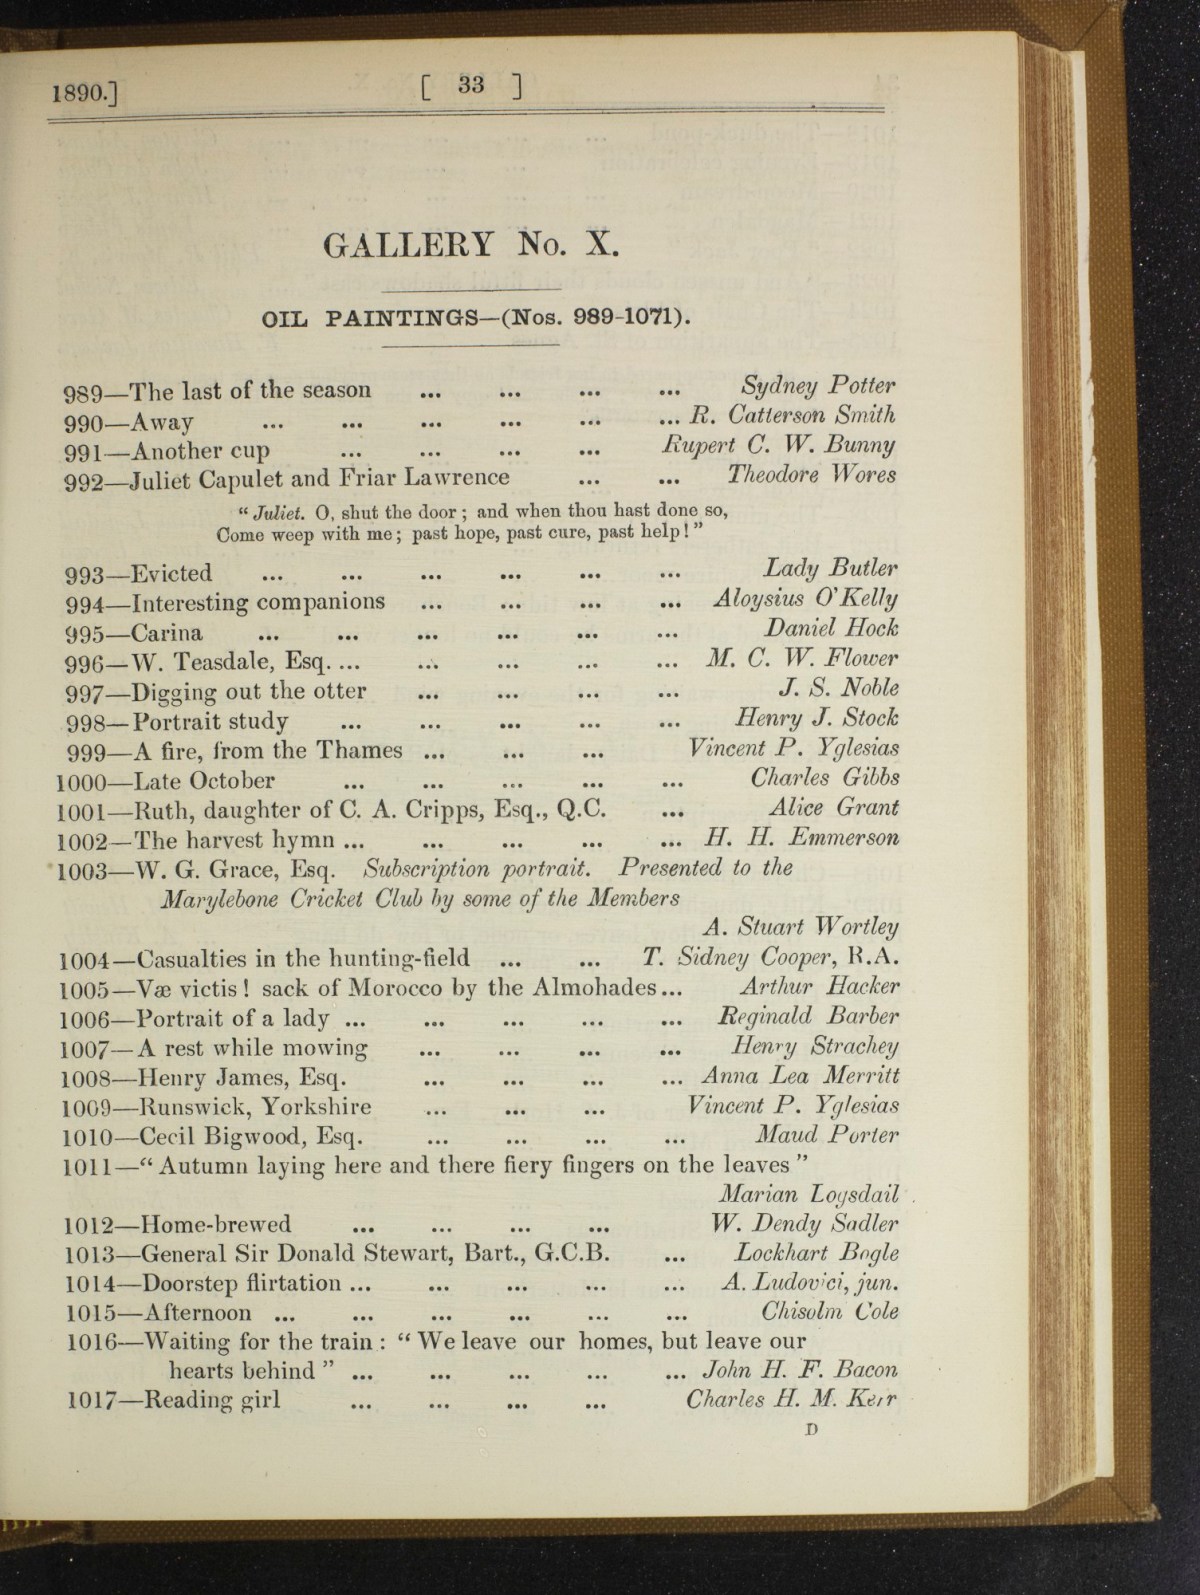 1890.] [ 33 ]
GALLERY No. X.
OIL PAINTINGS—(Nos. 989-1071).
989—The last of the season ... ... ... ... Sydney Potter
990—Away ... ... ... ... ... ... R. Catterson Smith
991—Another cup ... ... ... ... Rupert C. W. Bunny
992—Juliet Capulet and Friar Lawrence ... ... Theodore Wores
“ Juliet. O, shut the door ; and when thou hast done so,
Come weep with me ; past hope, past cure, past help ! ”
993—Evicted ... ... ... ... ... ... Lady Butler
994—Interesting companions ... ... ... ... Aloysius O'Kelly
995—Carina ... ... ... ... ... ... Daniel Hock
996—W. Teasdale, Esq. ... ... ... ... ... M. C. W. Flower
997—Digging out the otter ... ... ... ... J. S. Noble
998—Portrait study ... ... ... ... ... Henry J. Stock
999—A fire, from the Thames ... ... ... Vincent P. Yglesias
1000—Late October ... ... ... ... ... Charles Gibbs
1001—Ruth, daughter of C. A. Cripps, Esq., Q.C. ... Alice Grant
1002—The harvest hymn ... ... ... ... ... H. H. Emmerson
1003—W. G. Grace, Esq. Subscription portrait. Presented to the
Marylebone Cricket Club by some of the Members
A. Stuart Wortley
1004—Casualties in the hunting-field ... ... T. Sidney Cooper, R.A.
1005—Væ victis ! sack of Morocco by the Almohades ... Arthur Hacker
1006—Portrait of a lady ... ... ... ... ... Reginald Barber
1007—A rest while mowing ... ... ... ... Henry Strachey
1008—Henry James, Esq. ... ... ... ... Anna Lea Merritt
1009—Runswick, Yorkshire ... ... ... Vincent P. Yglesias
1010—Cecil Bigwood, Esq. ... ... ... ... Maud Porter
1011—“ Autumn laying here and there fiery fingers on the leaves ”
Marian Logsdail
1012—Home-brewed ... ... ... ... W. Dendy Sadler
1013—General Sir Donald Stewart, Bart., G.C.B. ... Lockhart Bogle
1014—Doorstep flirtation ... ... ... ... ... A. Ludovici, jun.
1015—Afternoon ... ... ... ... ... ... Chisolm Cole
1016—Waiting for the train : “ We leave our homes, but leave our
hearts behind ” ... ... ... ... ... John H. F. Bacon
1017—Reading girl ... ... ... ... Charles H. M. Kerr
D